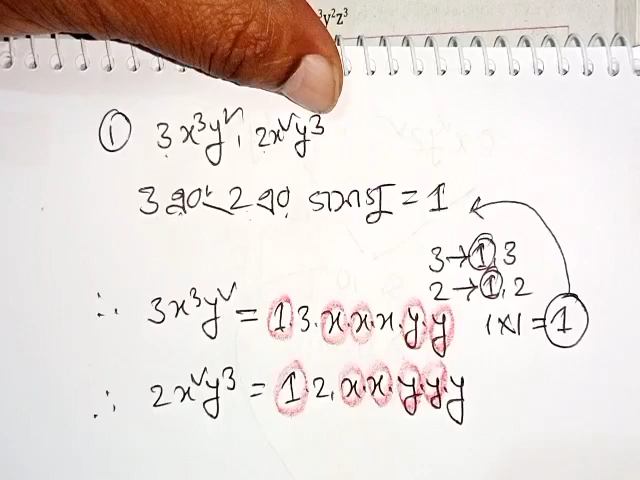 ³y²z³
① 3x³y², 2x²y³
3 এবং 2 এর গসাগু = 1
3→1, 3
2→1, 2
1×1 = 1
∴ 3x³y² = 1.3.x.x.x.y.y
∴ 2x²y³ = 1.2.x.x.y.y.y